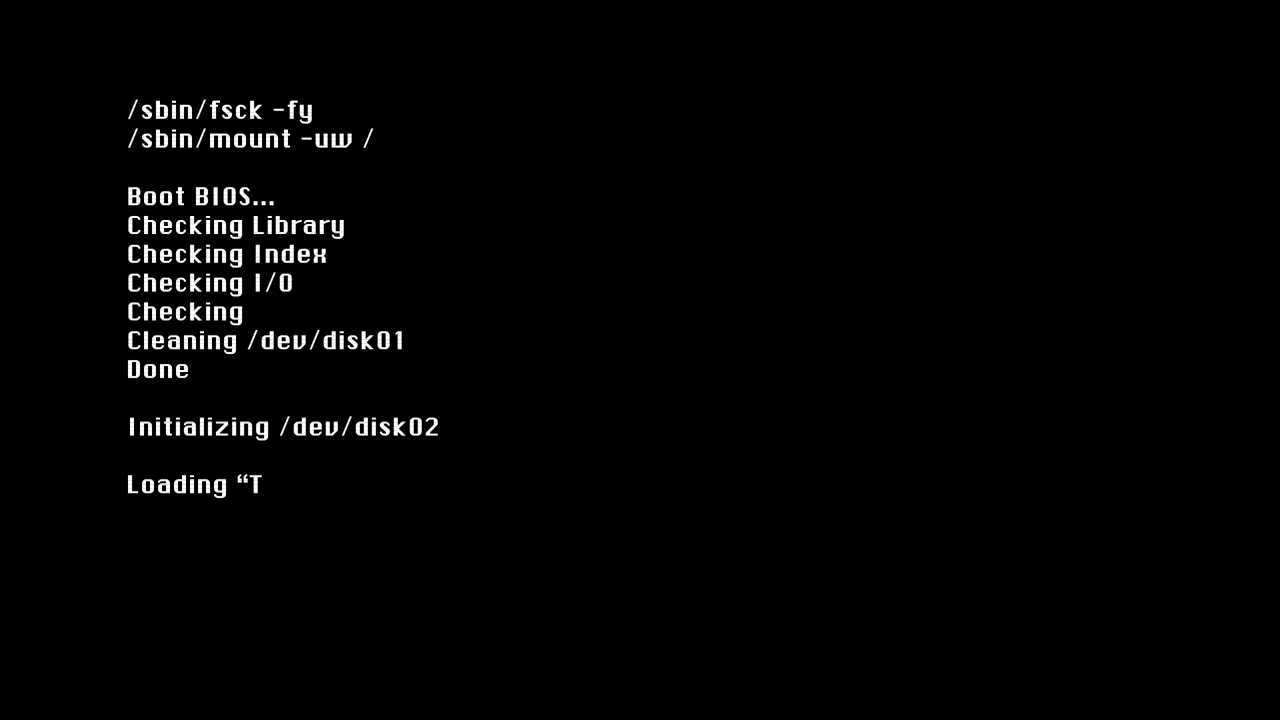 /sbin/fsck -fy
/sbin/mount -uw /
Boot BIOS...
Checking Library
Checking Index
Checking I/O
Checking
Cleaning /dev/disk01
Done
Initializing /dev/disk02
Loading “T